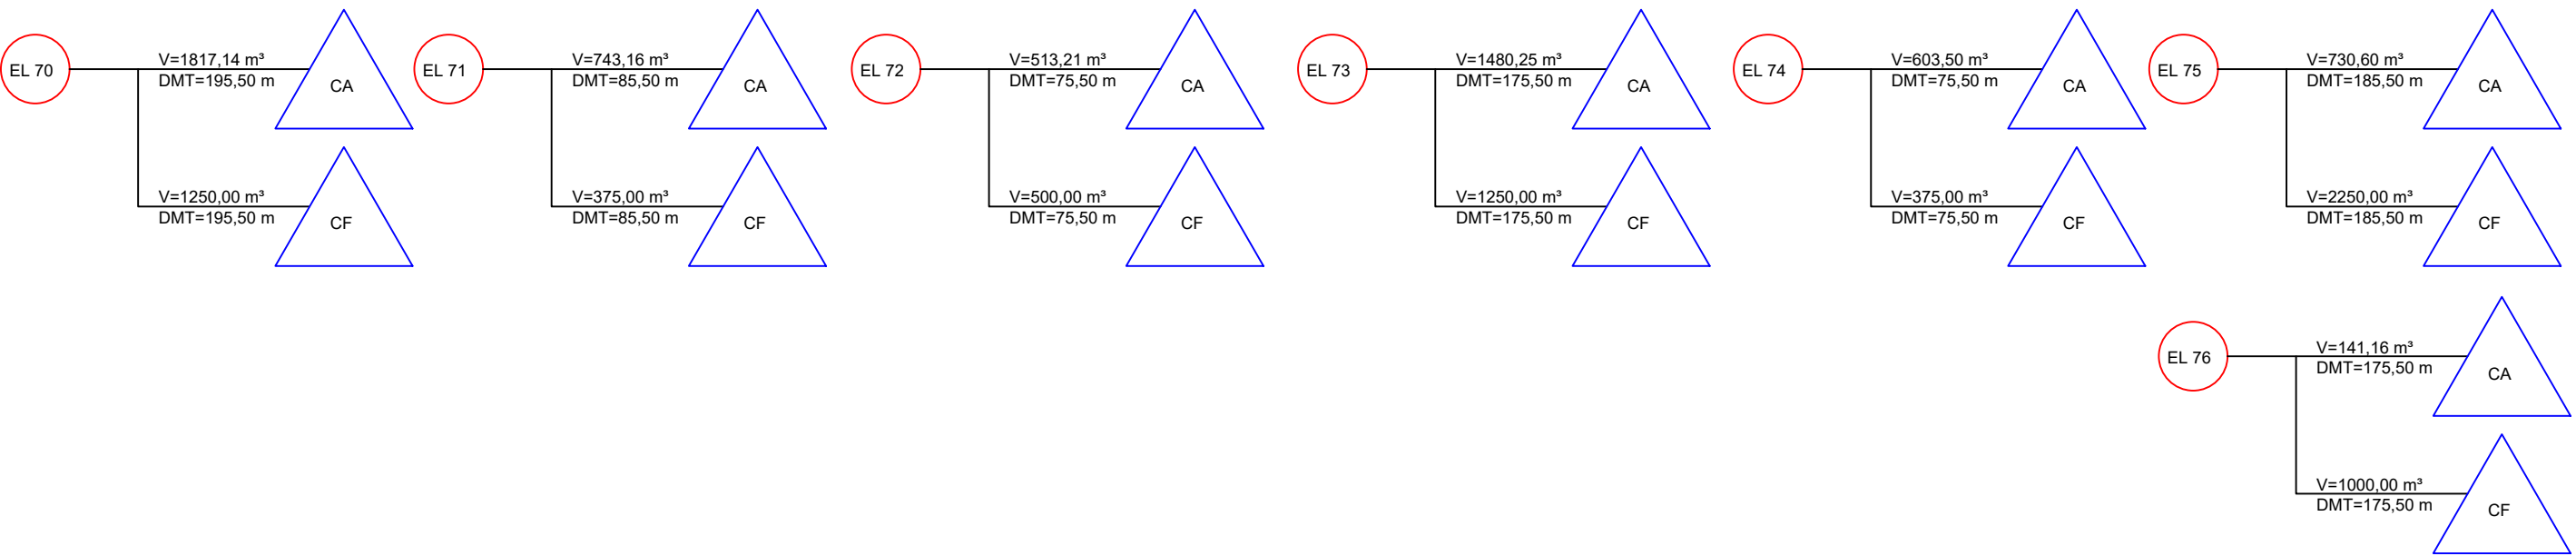 EL 70
V=1817,14 m³
DMT=195,50 m
CA
V=1250,00 m³
DMT=195,50 m
CF
EL 71
V=743,16 m³
DMT=85,50 m
CA
V=375,00 m³
DMT=85,50 m
CF
EL 72
V=513,21 m³
DMT=75,50 m
CA
V=500,00 m³
DMT=75,50 m
CF
EL 73
V=1480,25 m³
DMT=175,50 m
CA
V=1250,00 m³
DMT=175,50 m
CF
EL 74
V=603,50 m³
DMT=75,50 m
CA
V=375,00 m³
DMT=75,50 m
CF
EL 75
V=730,60 m³
DMT=185,50 m
CA
V=2250,00 m³
DMT=185,50 m
CF
EL 76
V=141,16 m³
DMT=175,50 m
CA
V=1000,00 m³
DMT=175,50 m
CF